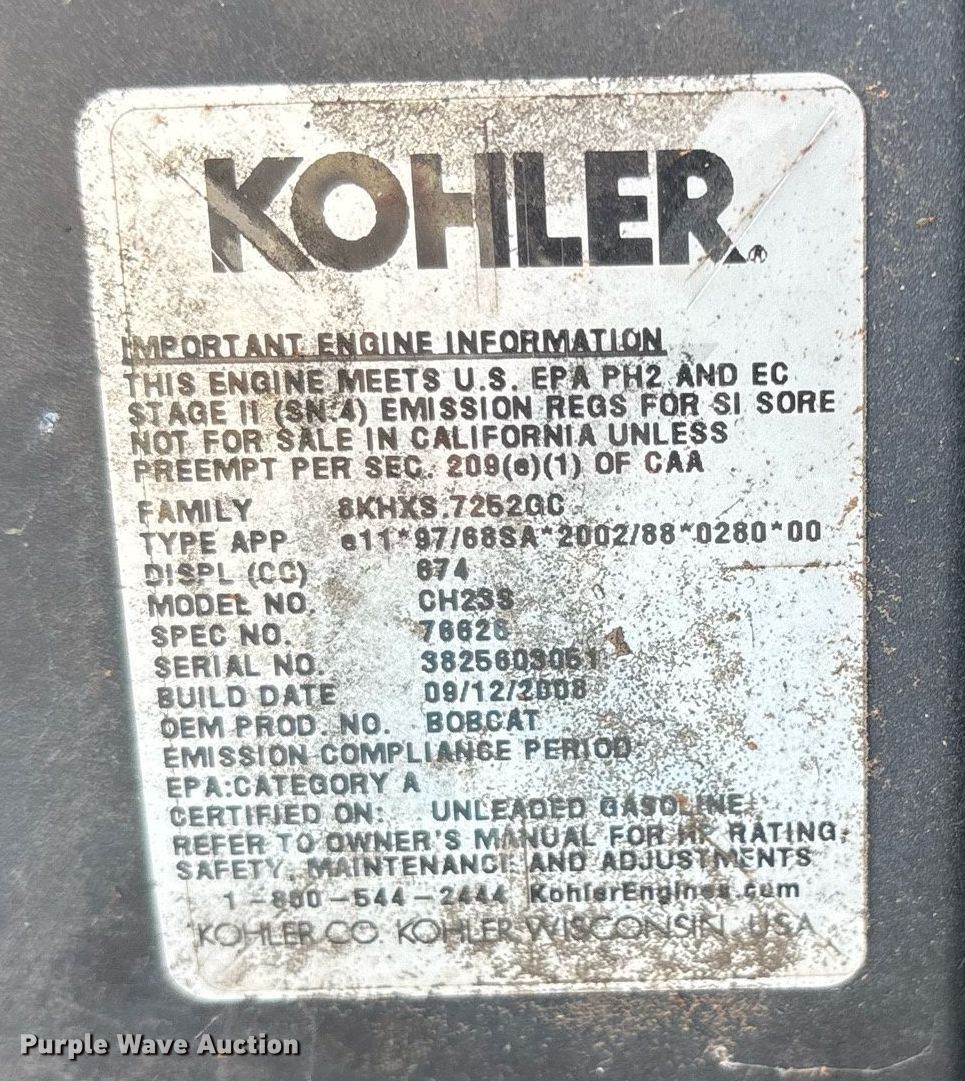 KOHLER®
IMPORTANT ENGINE INFORMATION
THIS ENGINE MEETS U.S. EPA PH2 AND EC
STAGE II (SN:4) EMISSION REGS FOR SI SORE
NOT FOR SALE IN CALIFORNIA UNLESS
PREEMPT PER SEC. 209(e)(1) OF CAA
FAMILY 8KHXS.7252GC
TYPE APP e11*97/68SA*2002/88*0280*00
DISPL (CC) 674
MODEL NO. CH23S
SPEC NO. 76626
SERIAL NO. 3825603051
BUILD DATE 09/12/2008
OEM PROD. NO. BOBCAT
EMISSION COMPLIANCE PERIOD:
EPA:CATEGORY A
CERTIFIED ON: UNLEADED GASOLINE
REFER TO OWNER'S MANUAL FOR HP RATING,
SAFETY, MAINTENANCE AND ADJUSTMENTS
1-800-544-2444 KohlerEngines.com
KOHLER CO. KOHLER, WISCONSIN USA
Purple Wave Auction